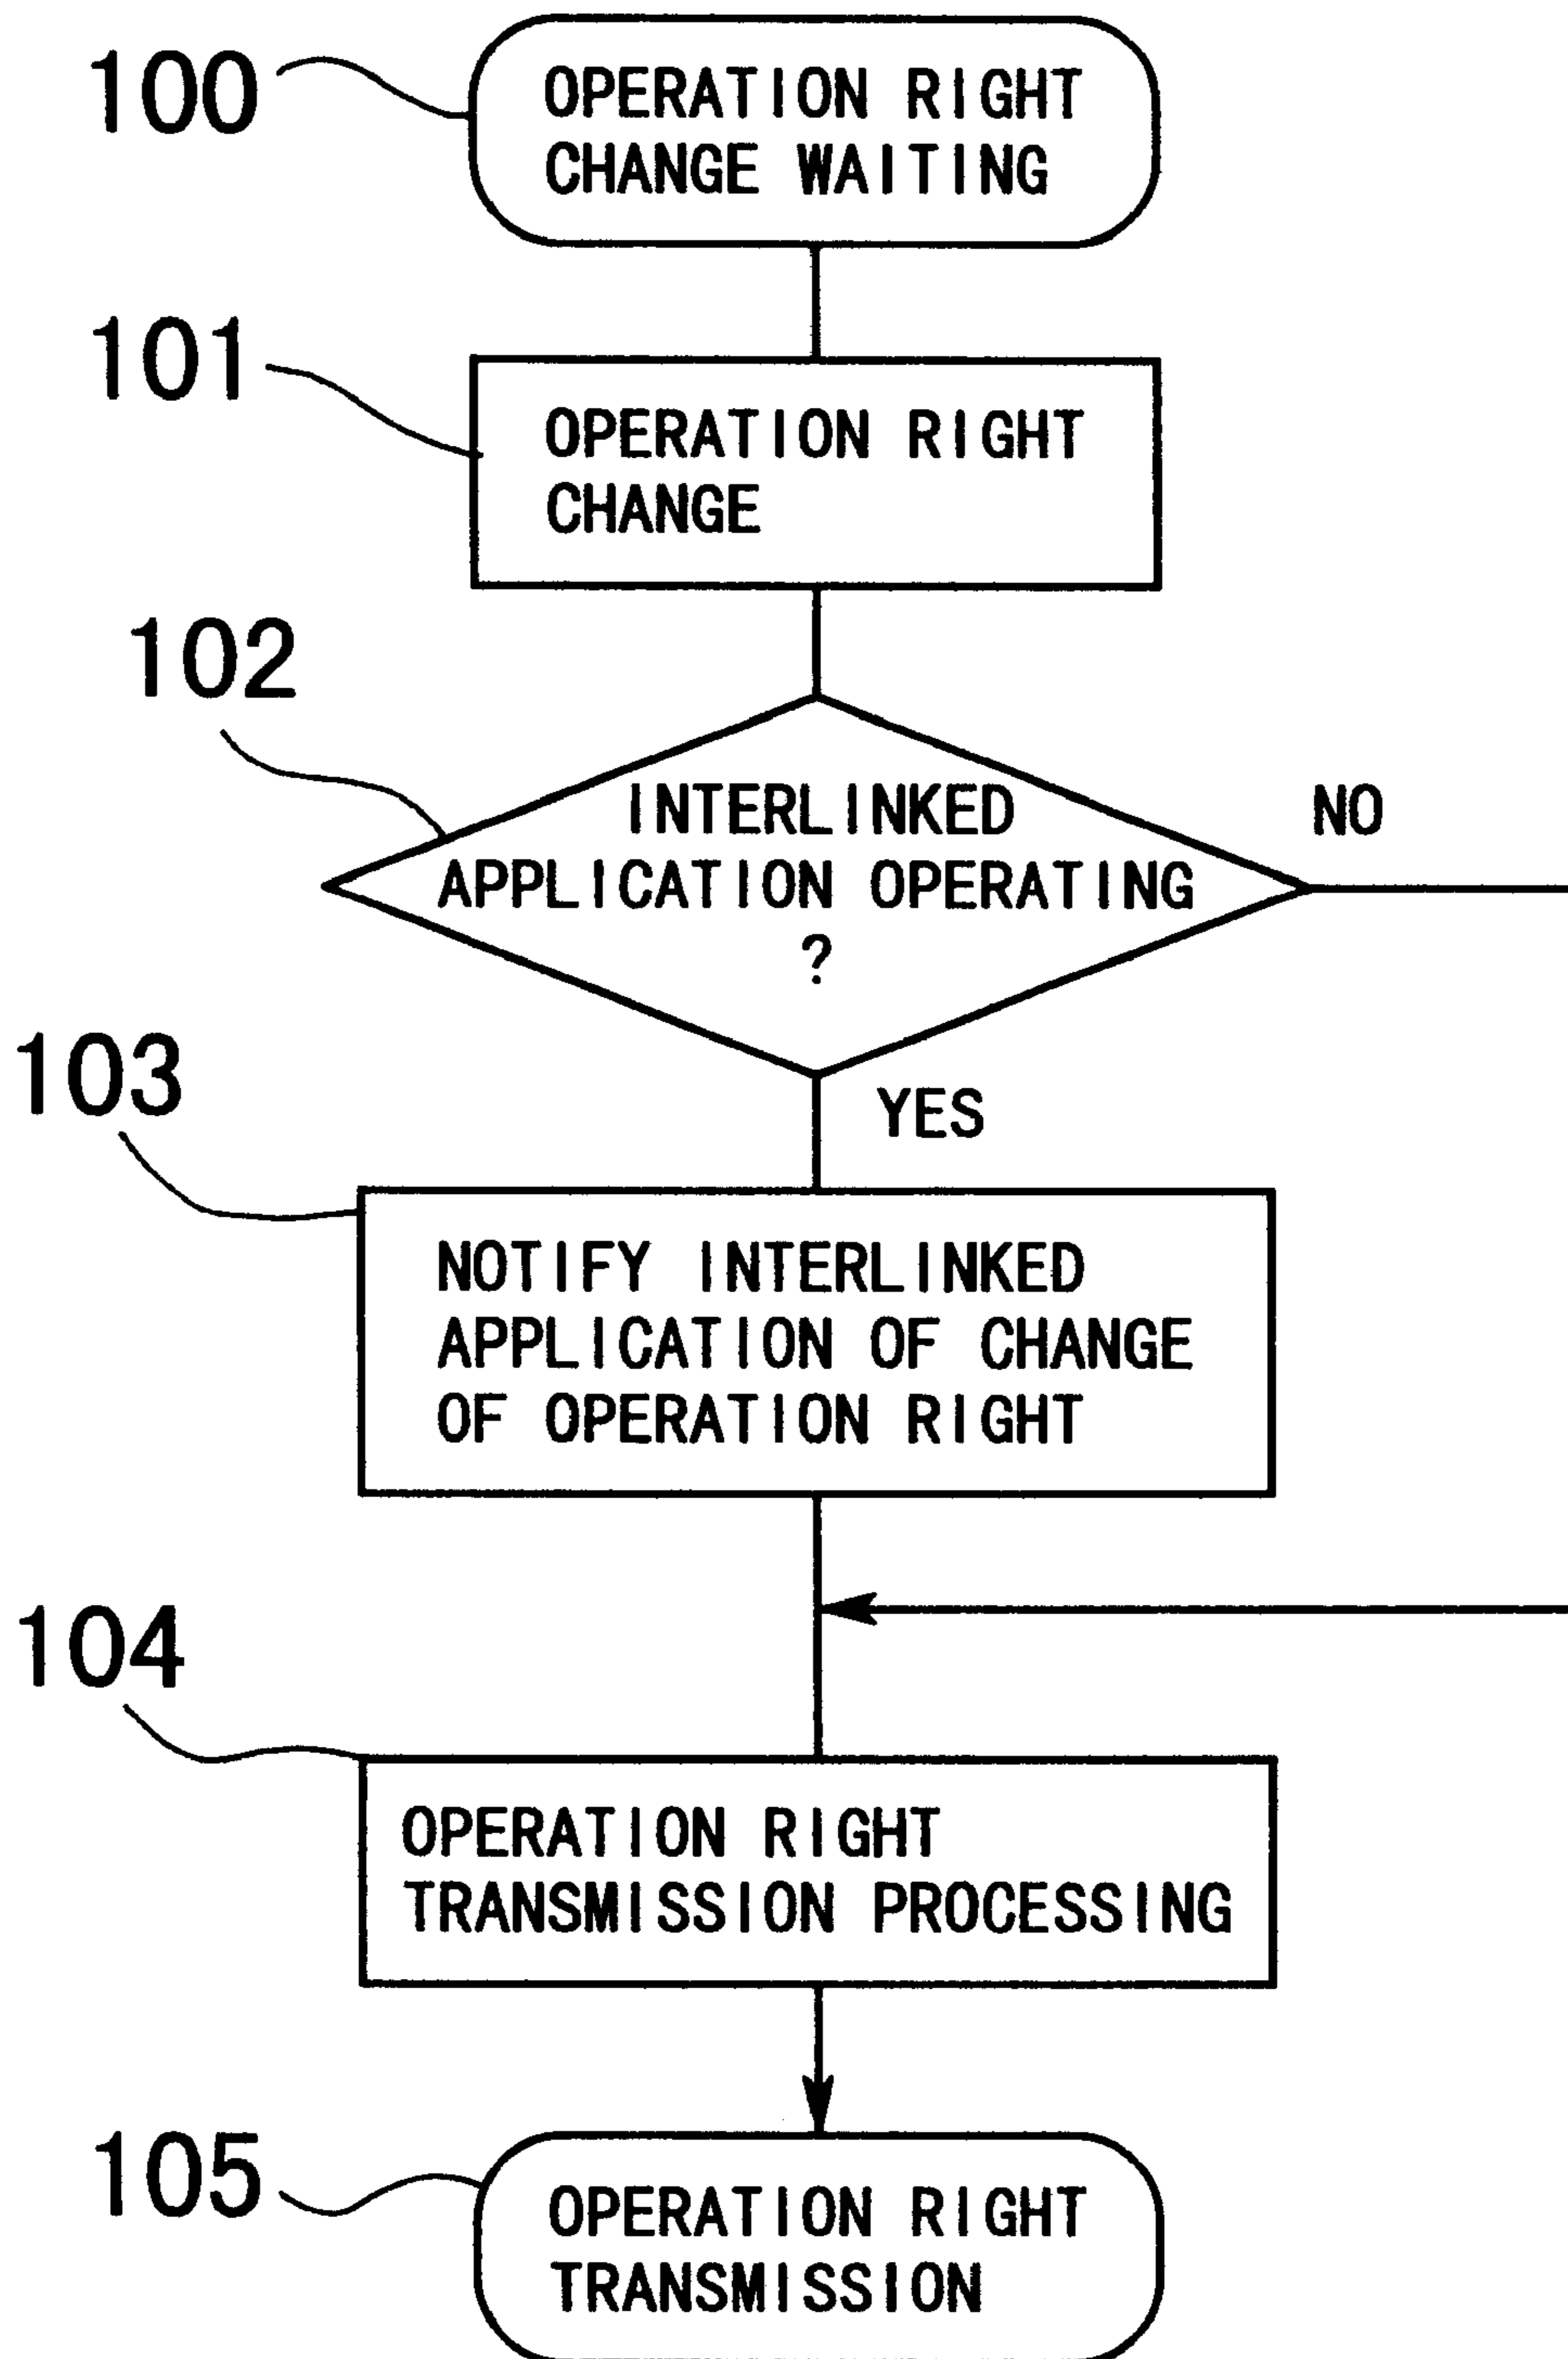 100
OPERATION RIGHT
CHANGE WAITING
101
OPERATION RIGHT
CHANGE
102
INTERLINKED
APPLICATION OPERATING
?
NO
YES
103
NOTIFY INTERLINKED
APPLICATION OF CHANGE
OF OPERATION RIGHT
104
OPERATION RIGHT
TRANSMISSION PROCESSING
105
OPERATION RIGHT
TRANSMISSION